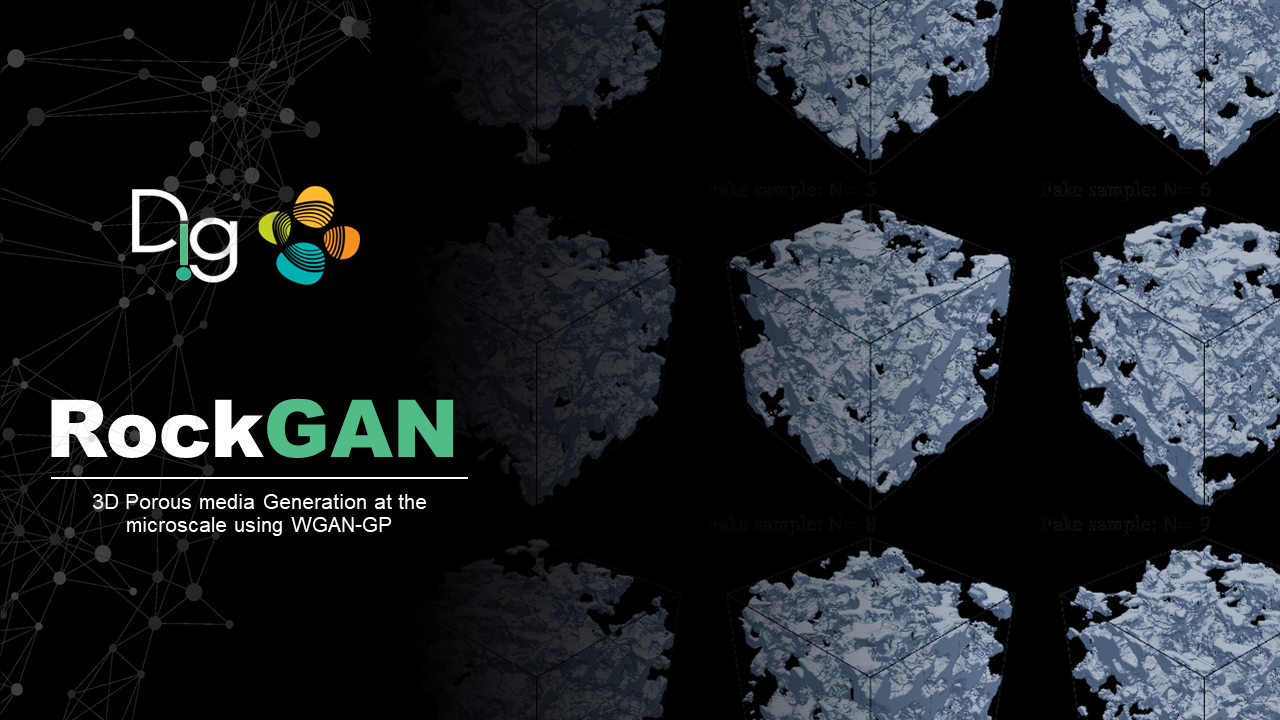 Dig
RockGAN
3D Porous media Generation at the
microscale using WGAN-GP
Fake sample: N= 5
Fake sample: N= 6
7
Fake sample: N= 8
Fake sample: N= 9